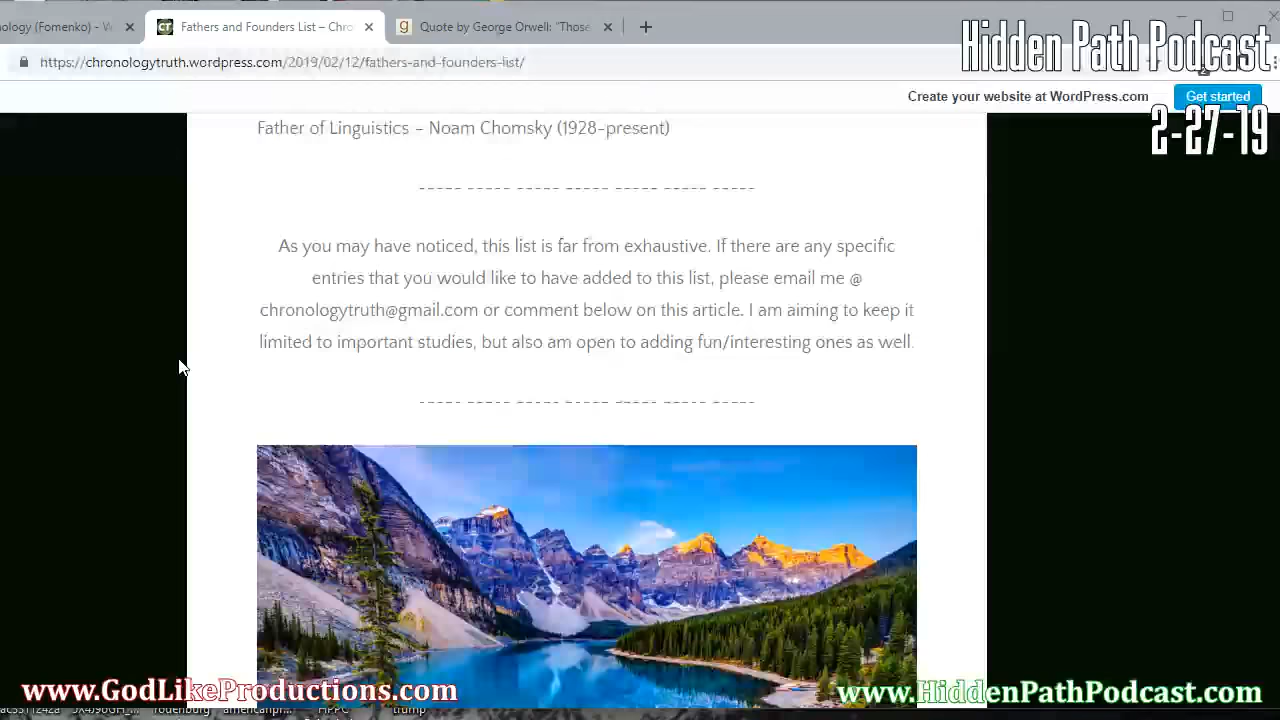 nology (Fomenko) - W
Fathers and Founders List – Chro
Quote by George Orwell: "Those
Hidden Path Podcast
https://chronologytruth.wordpress.com/2019/02/12/fathers-and-founders-list/
Create your website at WordPress.com
Get started
2-27-19
Father of Linguistics – Noam Chomsky (1928-present)
----- ----- ----- ----- ----- ----- -----
As you may have noticed, this list is far from exhaustive. If there are any specific
entries that you would like to have added to this list, please email me @
chronologytruth@gmail.com or comment below on this article. I am aiming to keep it
limited to important studies, but also am open to adding fun/interesting ones as well.
----- ----- ----- ----- ----- ----- -----
www.GodLikeProductions.com
www.HiddenPathPodcast.com
rodenburg
americanpr...
HPPC
trump